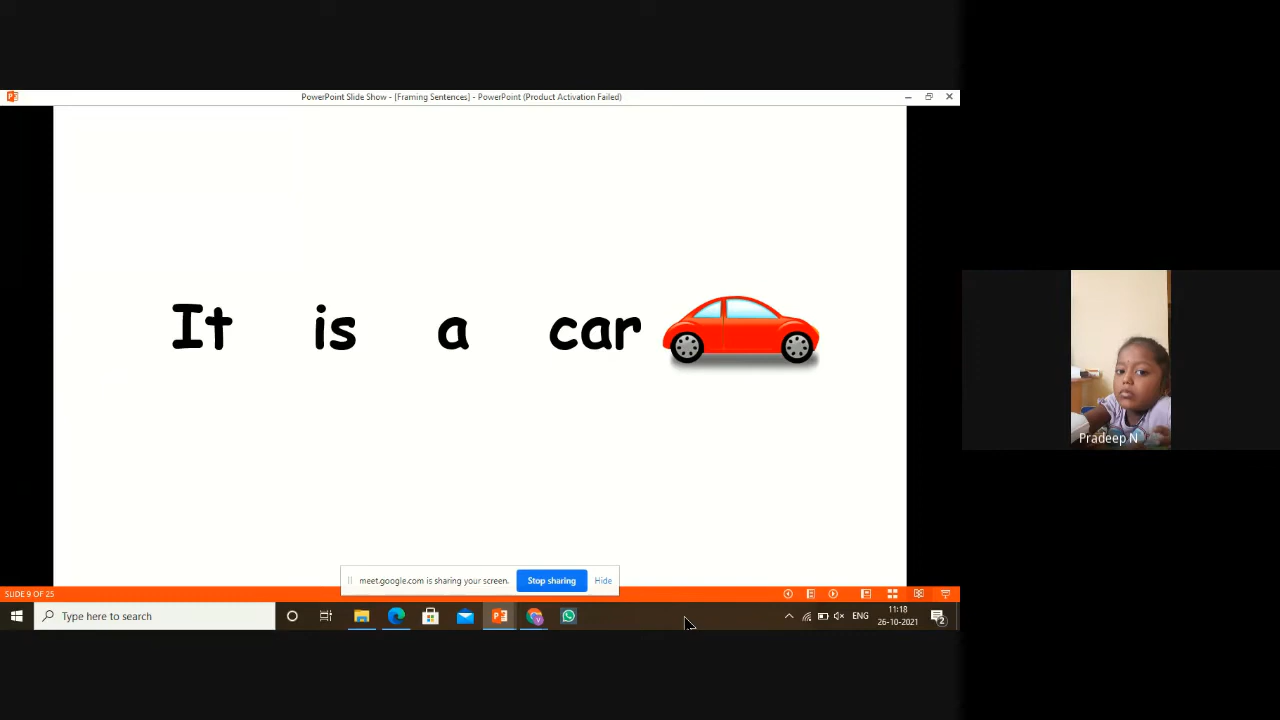 PowerPoint Slide Show - [Framing Sentences] - PowerPoint (Product Activation Failed)
It is a car
Pradeep N
meet.google.com is sharing your screen. Stop sharing Hide
SLIDE 9 OF 25
Type here to search
ENG
11:18
26-10-2021
2